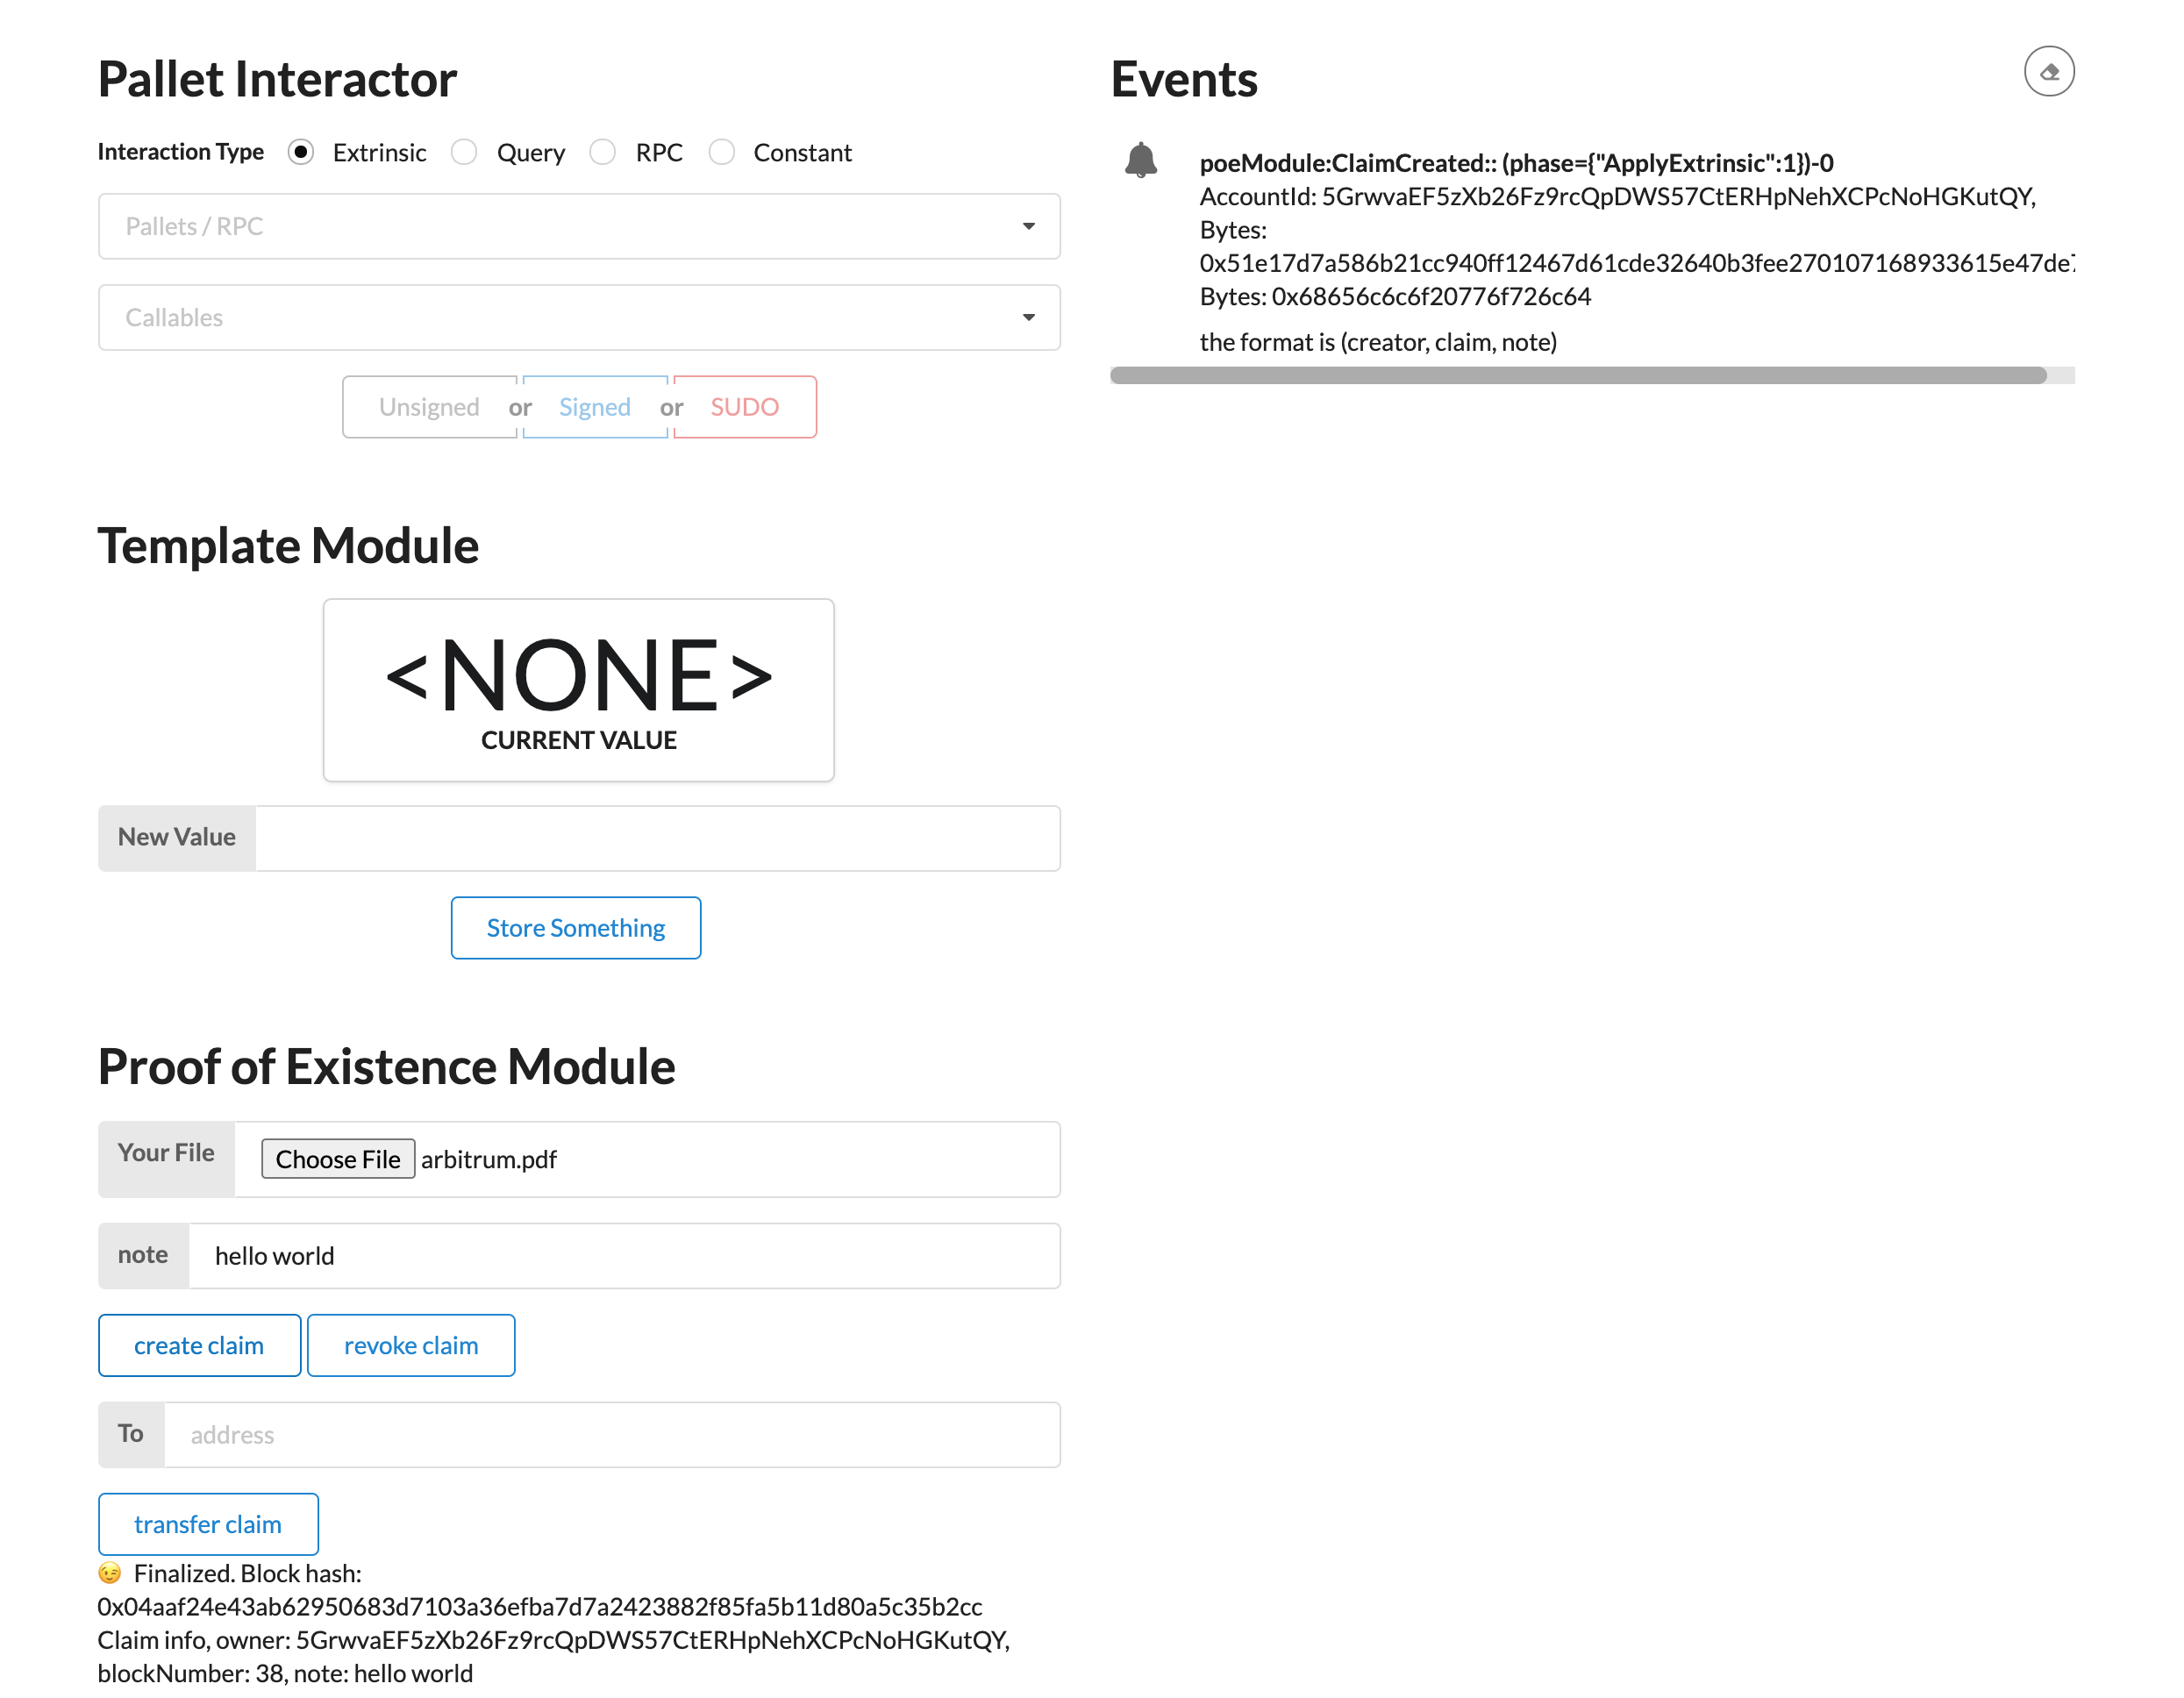 Pallet Interactor
Interaction Type Extrinsic Query RPC Constant
Pallets / RPC
Callables
Unsigned or Signed or SUDO
Template Module
<NONE>
CURRENT VALUE
New Value
Store Something
Proof of Existence Module
Your File Choose File arbitrum.pdf
note hello world
create claim revoke claim
To address
transfer claim
😉 Finalized. Block hash:
0x04aaf24e43ab62950683d7103a36efba7d7a2423882f85fa5b11d80a5c35b2cc
Claim info, owner: 5GrwvaEF5zXb26Fz9rcQpDWS57CtERHpNehXCPcNoHGKutQY,
blockNumber: 38, note: hello world
Events
poeModule:ClaimCreated:: (phase={"ApplyExtrinsic":1})-0
AccountId: 5GrwvaEF5zXb26Fz9rcQpDWS57CtERHpNehXCPcNoHGKutQY,
Bytes:
0x51e17d7a586b21cc940ff12467d61cde32640b3fee270107168933615e47de7
Bytes: 0x68656c6c6f20776f726c64
the format is (creator, claim, note)